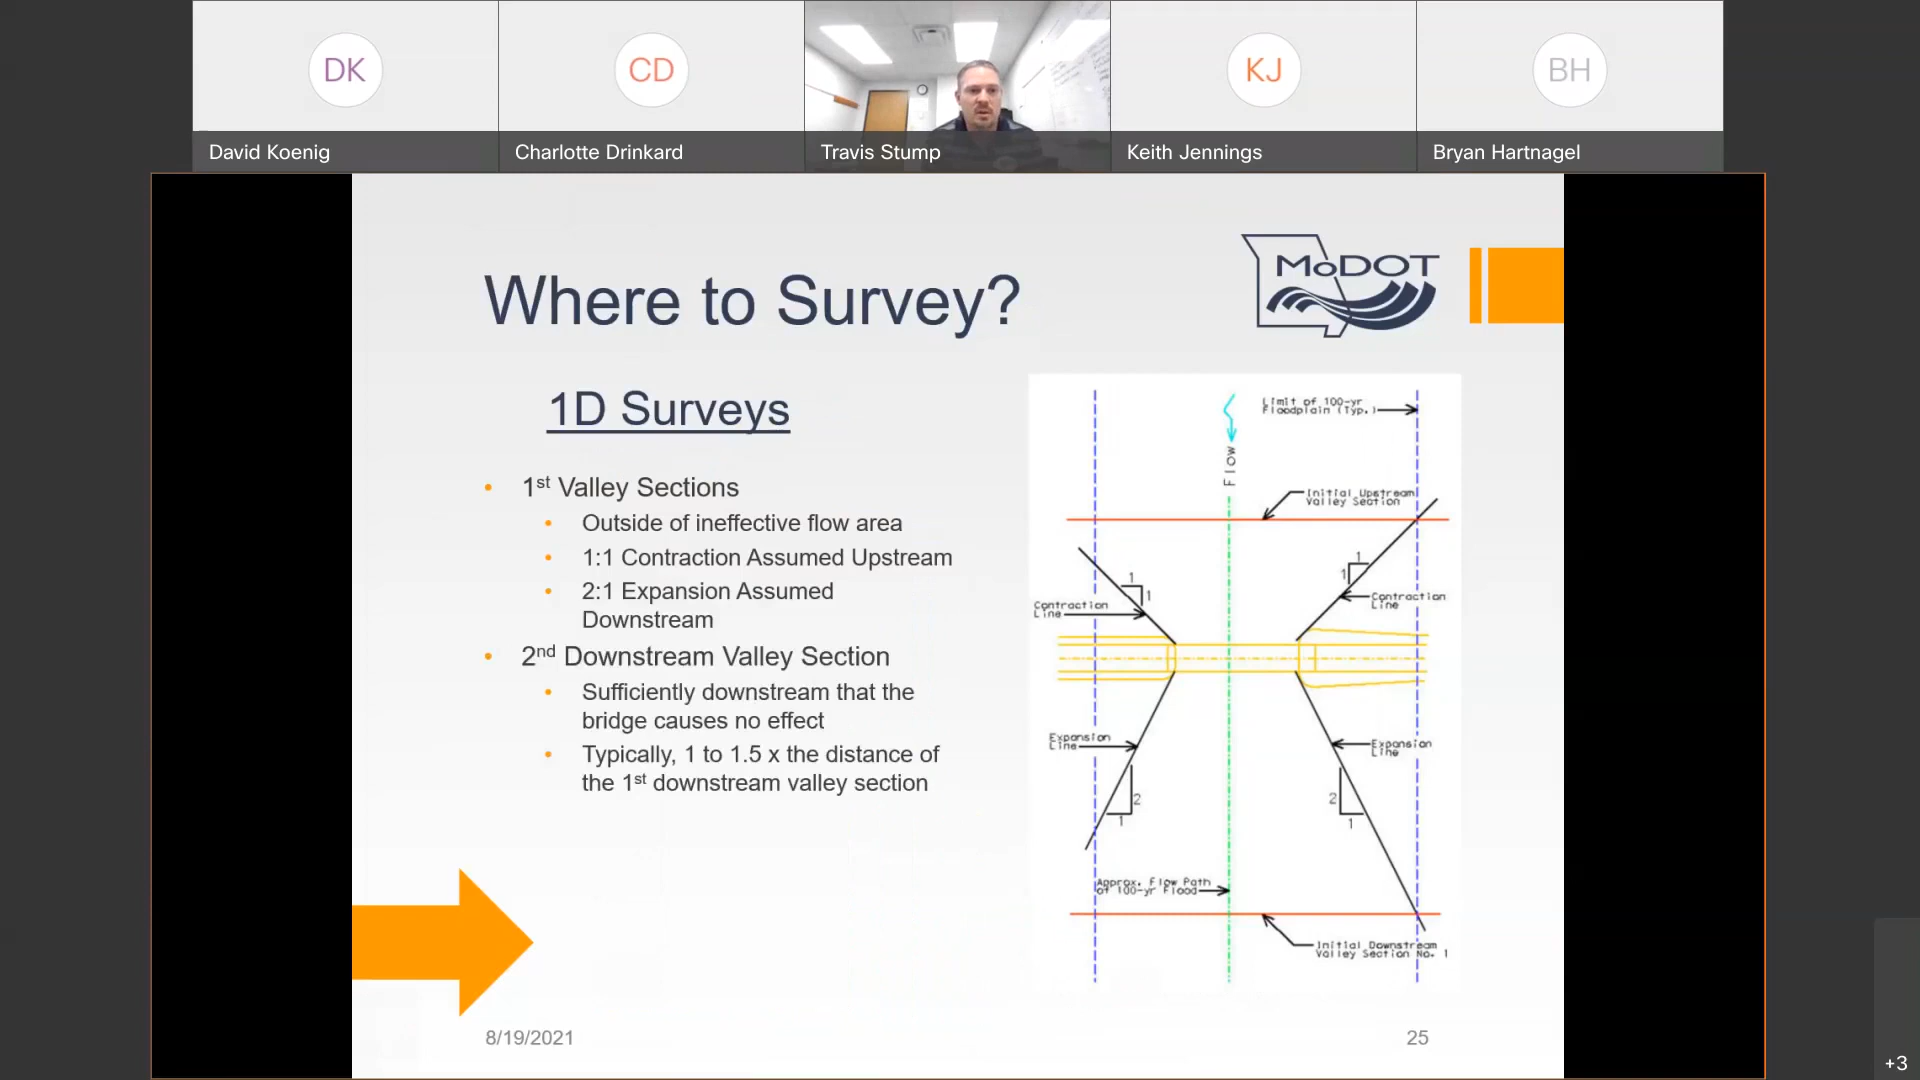 DK
CD
KJ
BH
David Koenig
Charlotte Drinkard
Travis Stump
Keith Jennings
Bryan Hartnagel
MoDOT
Where to Survey?
1D Surveys
• 1st Valley Sections
• Outside of ineffective flow area
• 1:1 Contraction Assumed Upstream
• 2:1 Expansion Assumed
Downstream
• 2nd Downstream Valley Section
• Sufficiently downstream that the
bridge causes no effect
• Typically, 1 to 1.5 x the distance of
the 1st downstream valley section
Limit of 100-yr
Floodplain (Typ.)
Flow
Initial Upstream
Valley Section
1
1
1
1
Contraction
Line
Contraction
Line
Expansion
Line
Expansion
Line
2
1
2
1
Approx. Flow Path
of 100-yr Flood
Initial Downstream
Valley Section No. 1
8/19/2021
25
+3